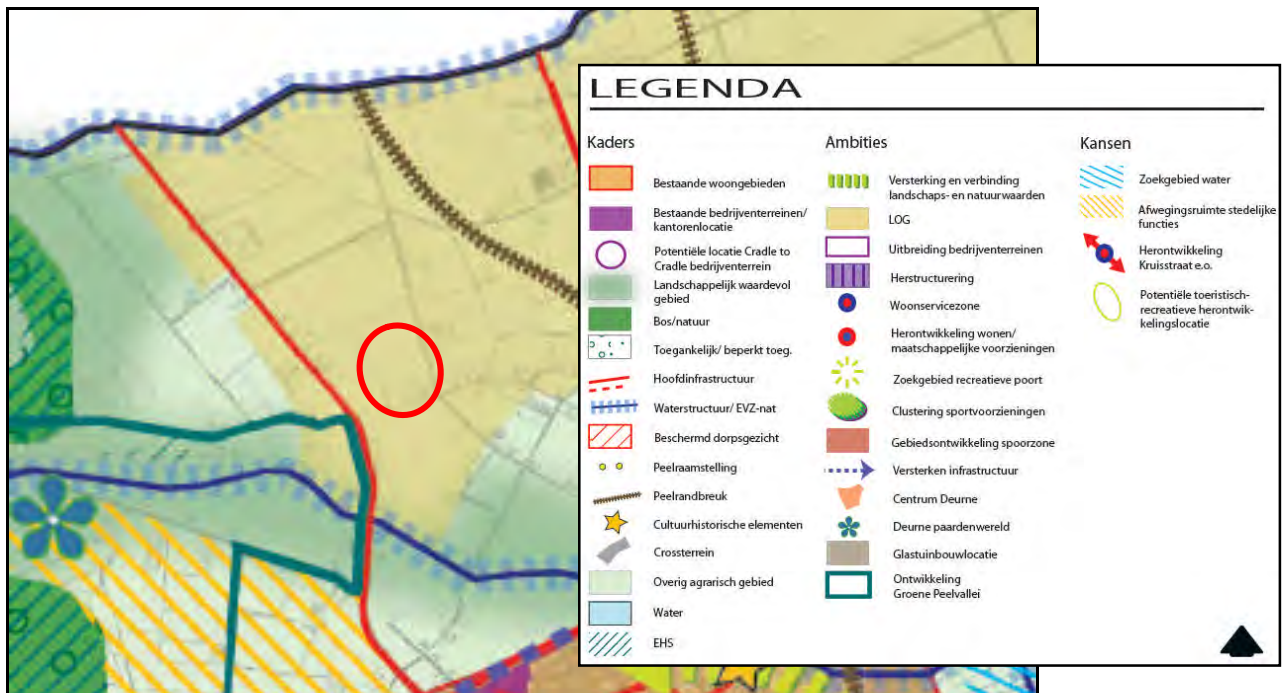 LEGENDA
Kaders
Bestaande woongebieden
Bestaande bedrijventerreinen/
kantorenlocatie
Potentiële locatie Cradle to
Cradle bedrijventerrein
Landschappelijk waardevol
gebied
Bos/natuur
Toegankelijk/ beperkt toeg.
Hoofdinfrastructuur
Waterstructuur/ EVZ-nat
Beschermd dorpsgezicht
Peelraamstelling
Peelrandbreuk
Cultuurhistorische elementen
Crossterrein
Overig agrarisch gebied
Water
EHS
Ambities
Versterking en verbinding
landschaps- en natuurwaarden
LOG
Uitbreiding bedrijventerreinen
Herstructurering
Woonservicezone
Herontwikkeling wonen/
maatschappelijke voorzieningen
Zoekgebied recreatieve poort
Clustering sportvoorzieningen
Gebiedsontwikkeling spoorzone
Versterken infrastructuur
Centrum Deurne
Deurne paardenwereld
Glastuinbouwlocatie
Ontwikkeling
Groene Peelvallei
Kansen
Zoekgebied water
Afwegingsruimte stedelijke
functies
Herontwikkeling
Kruisstraat e.o.
Potentiële toeristisch-
recreatieve herontwik-
kelingslocatie